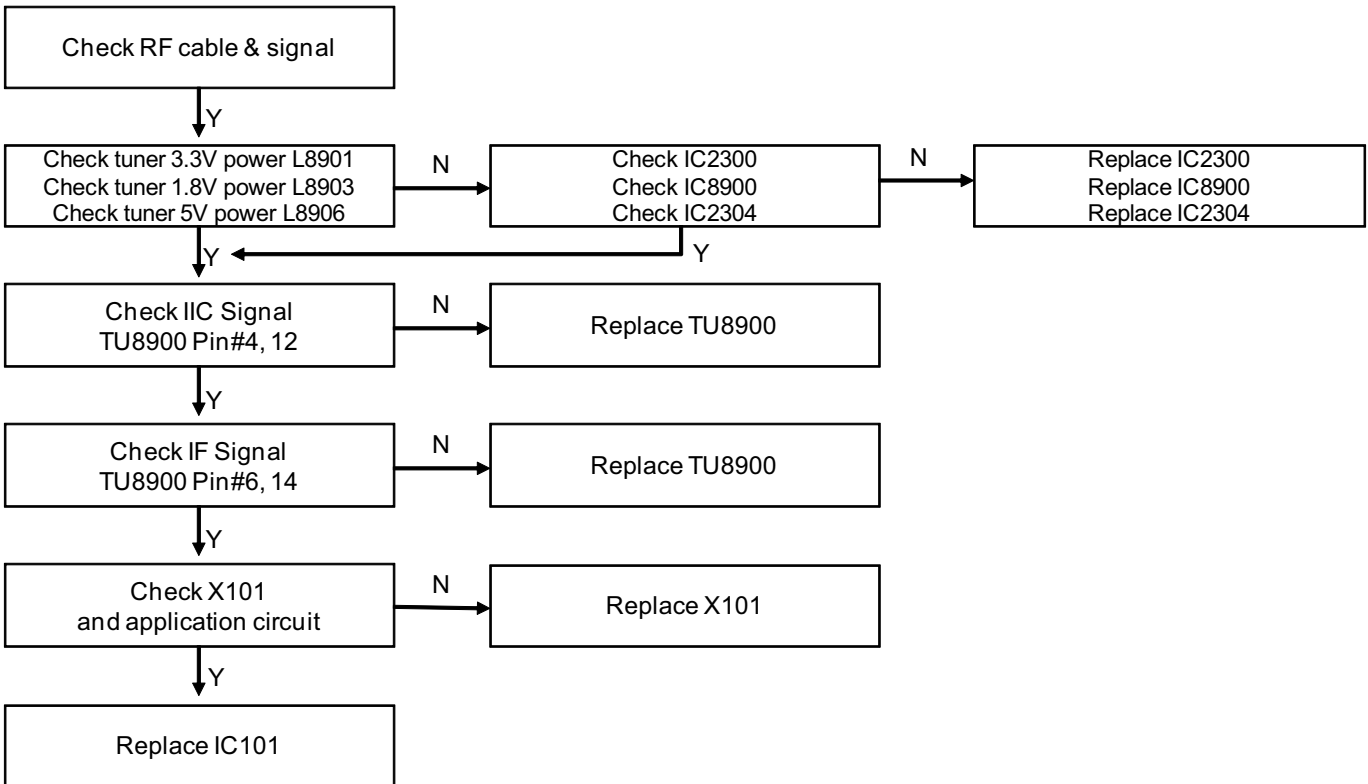 Check RF cable & signal
Y
Check tuner 3.3V power L8901
Check tuner 1.8V power L8903
Check tuner 5V power L8906
N
Check IC2300
Check IC8900
Check IC2304
N
Replace IC2300
Replace IC8900
Replace IC2304
Y
Y
Check IIC Signal
TU8900 Pin#4, 12
N
Replace TU8900
Y
Check IF Signal
TU8900 Pin#6, 14
N
Replace TU8900
Y
Check X101
and application circuit
N
Replace X101
Y
Replace IC101